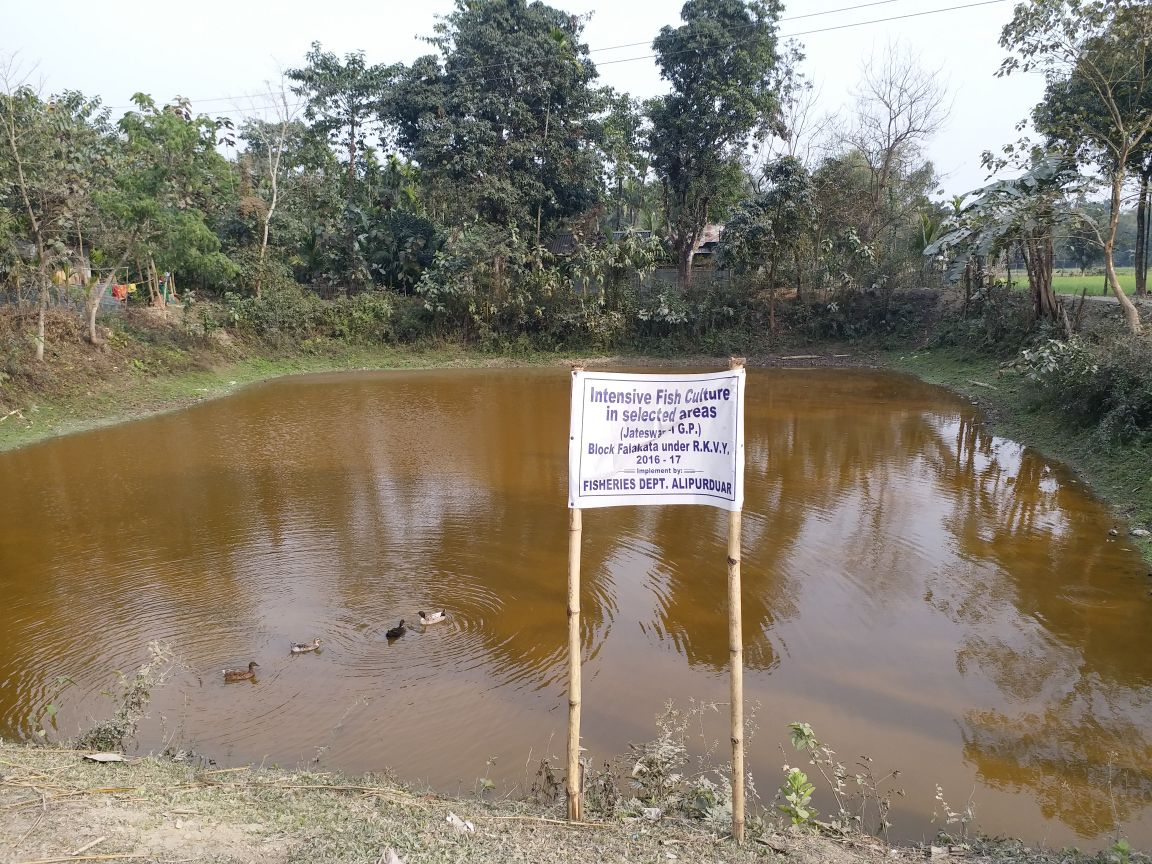 Intensive Fish Culture
in selected areas
(Jateswar-I G.P.)
Block Falakata under R.K.V.Y.
2016 - 17
Implement by:
FISHERIES DEPT. ALIPURDUAR